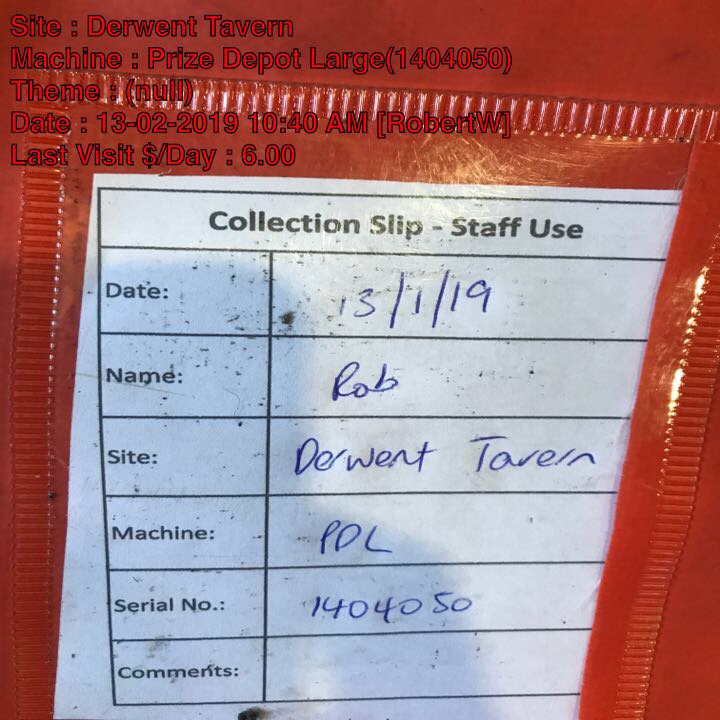 Site : Derwent Tavern
Machine : Prize Depot Large(1404050)
Theme : (null)
Date : 13-02-2019 10:40 AM [RobertW]
Last Visit $/Day : 6.00
Collection Slip - Staff Use
Date: 13/1/19
Name: Rob
Site: Derwent Tavern
Machine: PDL
Serial No.: 1404050
Comments: